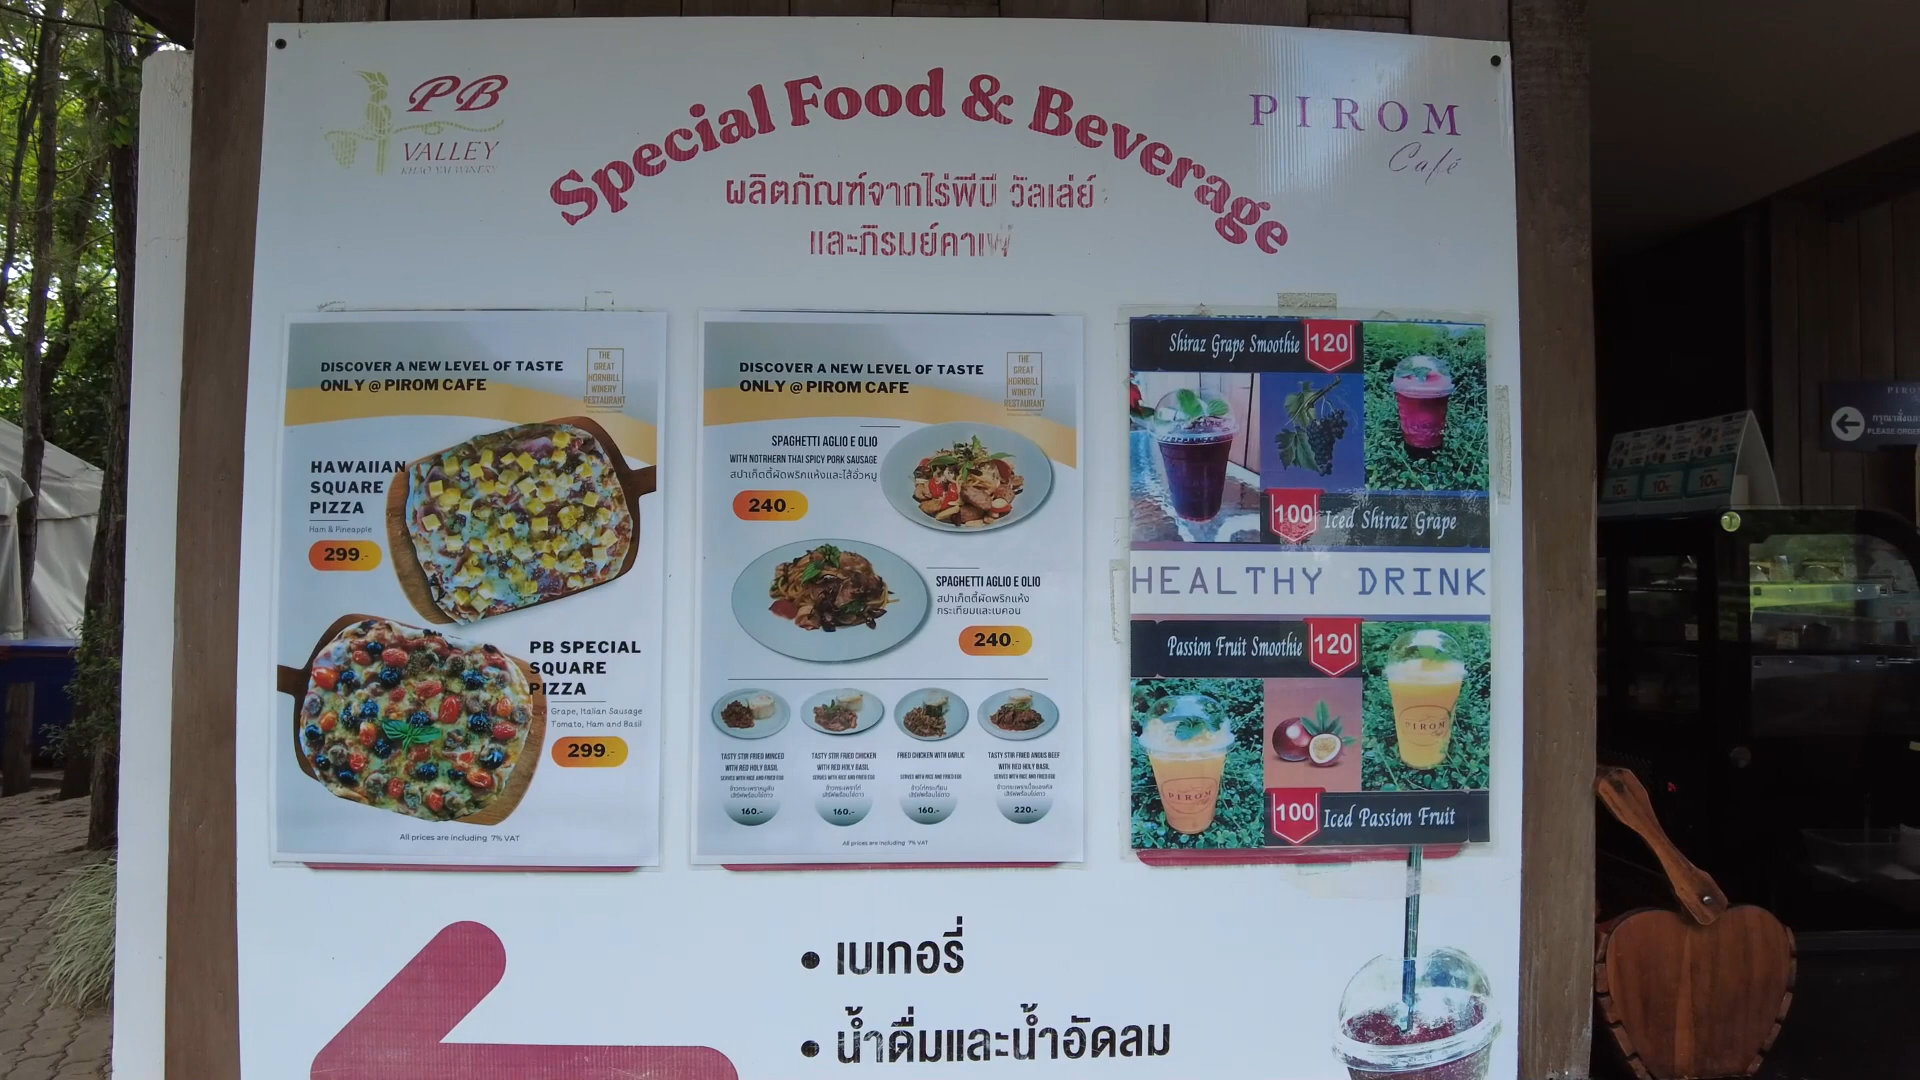 PB
VALLEY
KHAO YAI WINERY
Special Food & Beverage
ผลิตภัณฑ์จากไร่พีบี วัลเล่ย์
และภิรมย์คาเฟ่
PIROM
Café
DISCOVER A NEW LEVEL OF TASTE
ONLY @ PIROM CAFE
THE
GREAT
HORNBILL
WINERY
RESTAURANT
HAWAIIAN
SQUARE
PIZZA
Ham & Pineapple
299.-
PB SPECIAL
SQUARE
PIZZA
Grape, Italian Sausage
Tomato, Ham and Basil
299.-
All prices are including 7% VAT
DISCOVER A NEW LEVEL OF TASTE
ONLY @ PIROM CAFE
THE
GREAT
HORNBILL
WINERY
RESTAURANT
SPAGHETTI AGLIO E OLIO
WITH NOTRHERN THAI SPICY PORK SAUSAGE
สปาเก็ตตี้ผัดพริกแห้งและไส้อั่วหมู
240.-
SPAGHETTI AGLIO E OLIO
สปาเก็ตตี้ผัดพริกแห้ง
กระเทียมและเบคอน
240.-
TASTY STIR FRIED MINCED
WITH RED HOLY BASIL
SERVED WITH RICE AND FRIED EGG
160.-
TASTY STIR FRIED CHICKEN
WITH RED HOLY BASIL
SERVES WITH RICE AND FRIED EGG
160.-
FRIED CHICKEN WITH GARLIC
SERVES WITH RICE AND FRIED EGG
160.-
TASTY STIR FRIED ANGUS BEEF
WITH RED HOLY BASIL
SERVES WITH RICE AND FRIED EGG
220.-
All prices are including 7% VAT
Shiraz Grape Smoothie 120
100 Iced Shiraz Grape
HEALTHY DRINK
Passion Fruit Smoothie 120
PIROM
PIROM
100 Iced Passion Fruit
• เบเกอรี่
• น้ำดื่มและน้ำอัดลม
PLEASE ORDER
10%
10%
10%